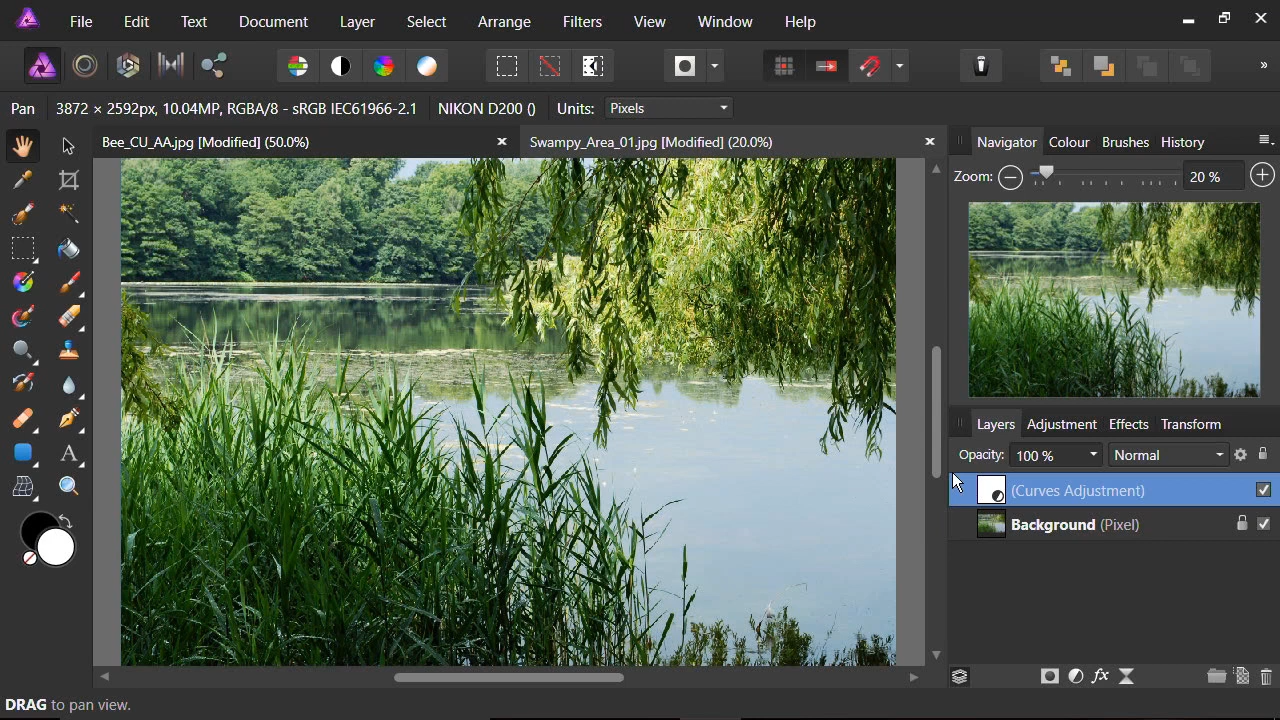 File Edit Text Document Layer Select Arrange Filters View Window Help
»
Pan 3872 × 2592px, 10.04MP, RGBA/8 - sRGB IEC61966-2.1 NIKON D200 () Units: Pixels
Bee_CU_AA.jpg [Modified] (50.0%) Swampy_Area_01.jpg [Modified] (20.0%)
Navigator Colour Brushes History
Zoom: 20 %
Layers Adjustment Effects Transform
Opacity: 100 % Normal
(Curves Adjustment)
Background (Pixel)
A
fx
DRAG to pan view.